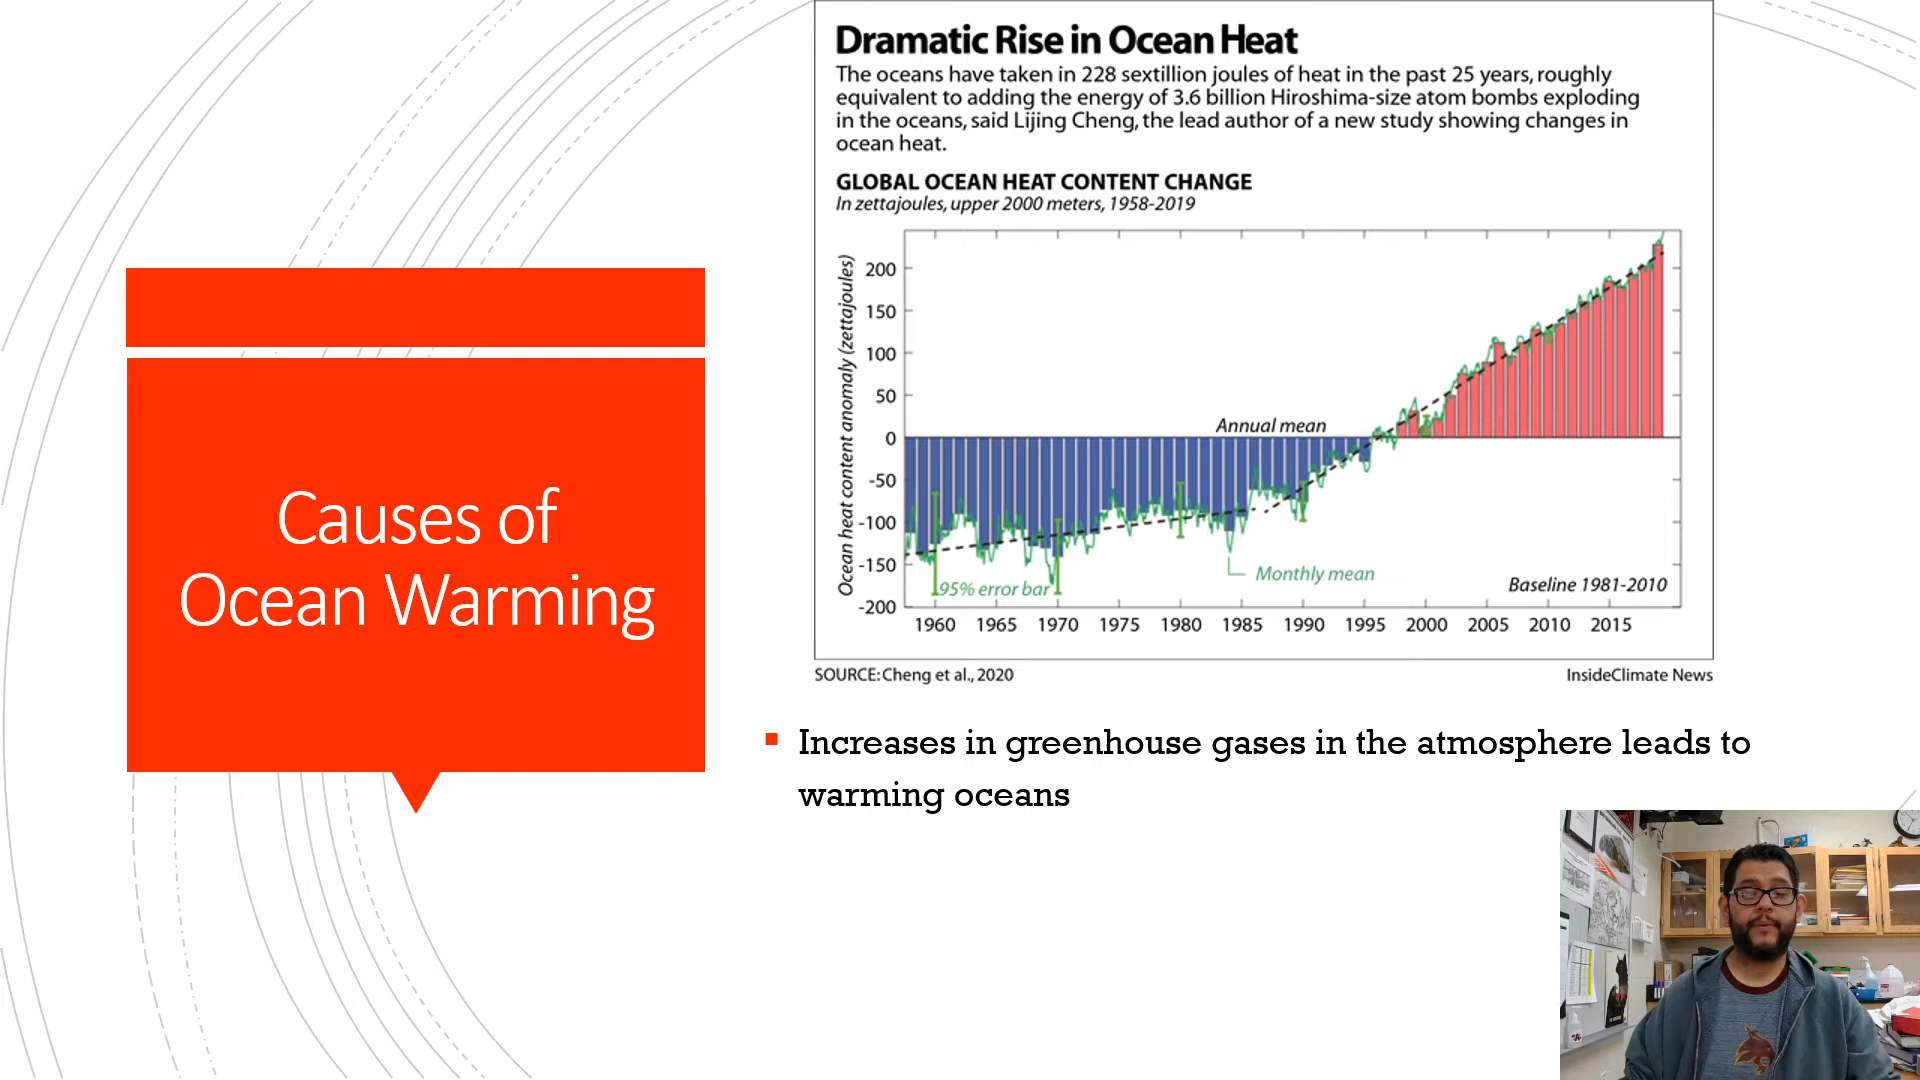 Dramatic Rise in Ocean Heat
The oceans have taken in 228 sextillion joules of heat in the past 25 years, roughly
equivalent to adding the energy of 3.6 billion Hiroshima-size atom bombs exploding
in the oceans, said Lijing Cheng, the lead author of a new study showing changes in
ocean heat.
GLOBAL OCEAN HEAT CONTENT CHANGE
In zettajoules, upper 2000 meters, 1958-2019
Ocean heat content anomaly (zettajoules)
200
150
100
50
0
-50
-100
-150
-200
Annual mean
Monthly mean
95% error bar
Baseline 1981-2010
1960 1965 1970 1975 1980 1985 1990 1995 2000 2005 2010 2015
SOURCE: Cheng et al., 2020
InsideClimate News
Causes of
Ocean Warming
Increases in greenhouse gases in the atmosphere leads to
warming oceans